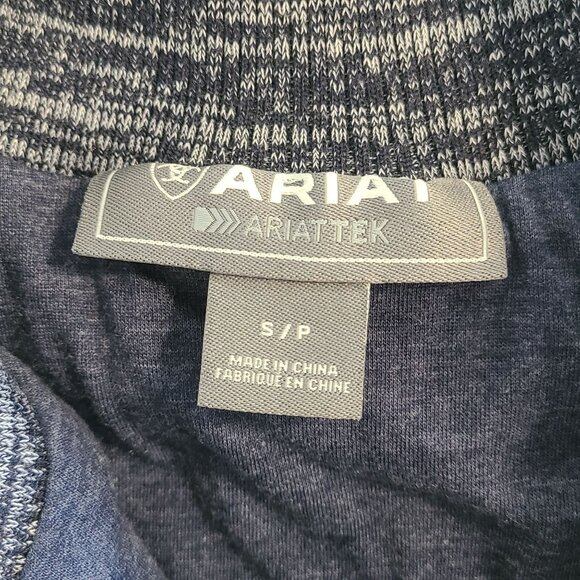 ARIAT
ARIATTEK
S/P
MADE IN CHINA
FABRIQUÉ EN CHINE